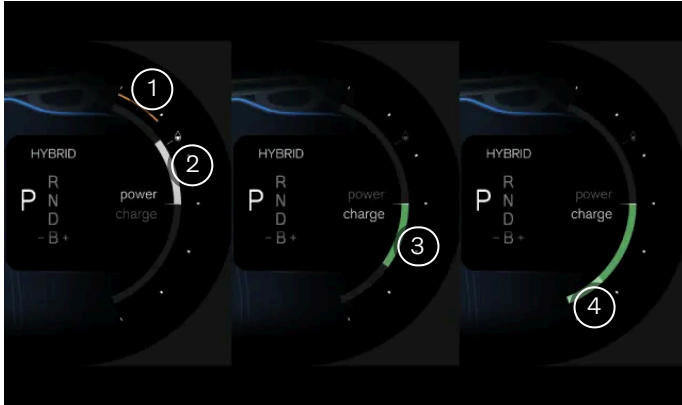 1
2
HYBRID
R
P N
D
- B +
power
charge
HYBRID
R
P N
D
- B +
power
charge
3
HYBRID
R
P N
D
- B +
power
charge
4